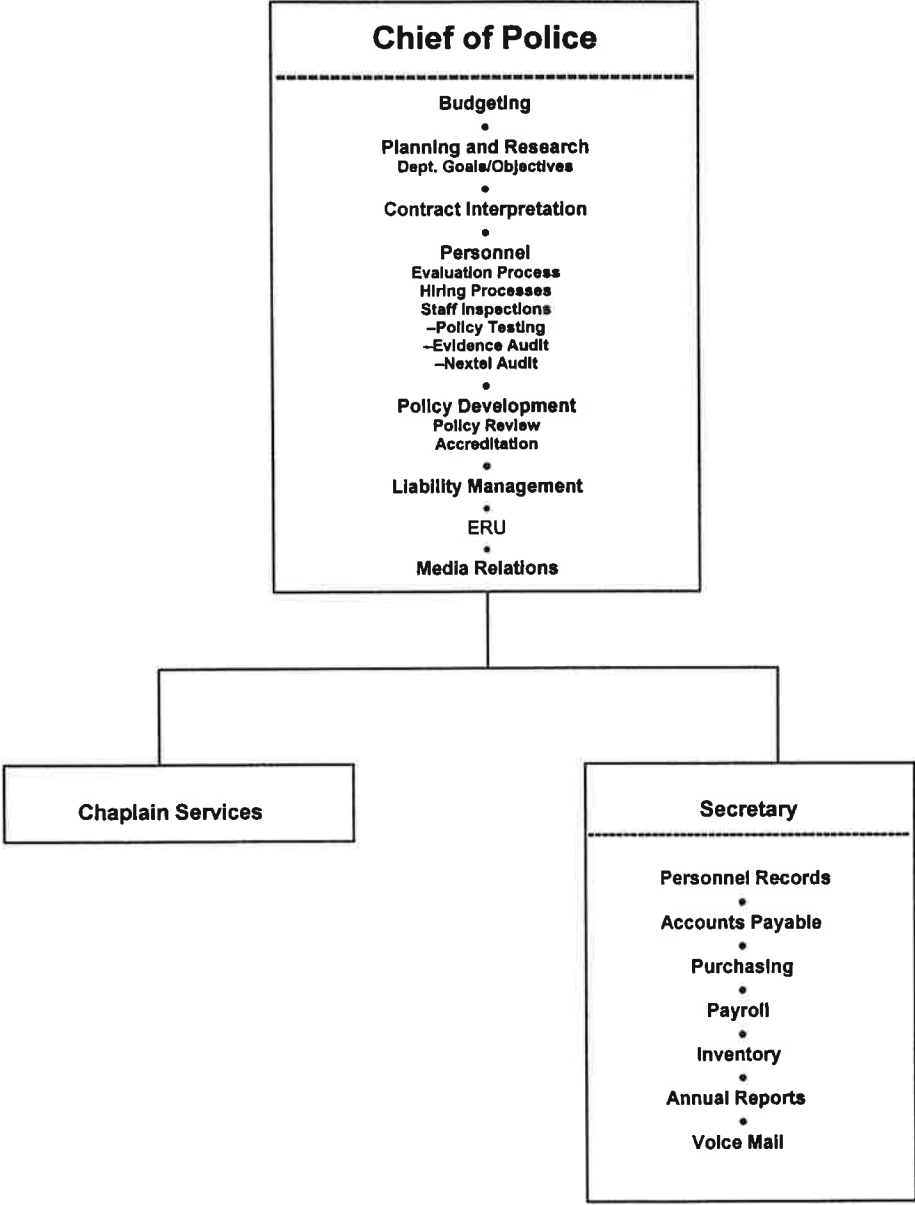 Chief of Police
Budgeting
•
Planning and Research
Dept. Goals/Objectives
•
Contract Interpretation
•
Personnel
Evaluation Process
Hiring Processes
Staff Inspections
–Policy Testing
–Evidence Audit
–Nextel Audit
•
Policy Development
Policy Review
Accreditation
•
Liability Management
•
ERU
•
Media Relations
Chaplain Services
Secretary
Personnel Records
•
Accounts Payable
•
Purchasing
•
Payroll
•
Inventory
•
Annual Reports
•
Voice Mail